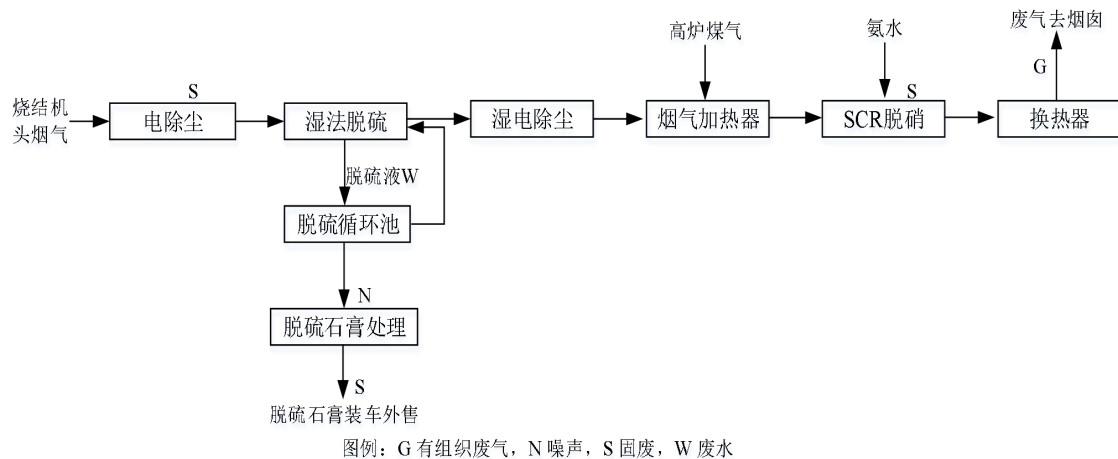 高炉煤气
氨水
废气去烟囱
G
烧结机
头烟气
S
电除尘
湿法脱硫
湿电除尘
烟气加热器
S
SCR脱硝
换热器
脱硫液W
脱硫循环池
N
脱硫石膏处理
S
脱硫石膏装车外售
图例：G 有组织废气，N 噪声，S 固废，W 废水